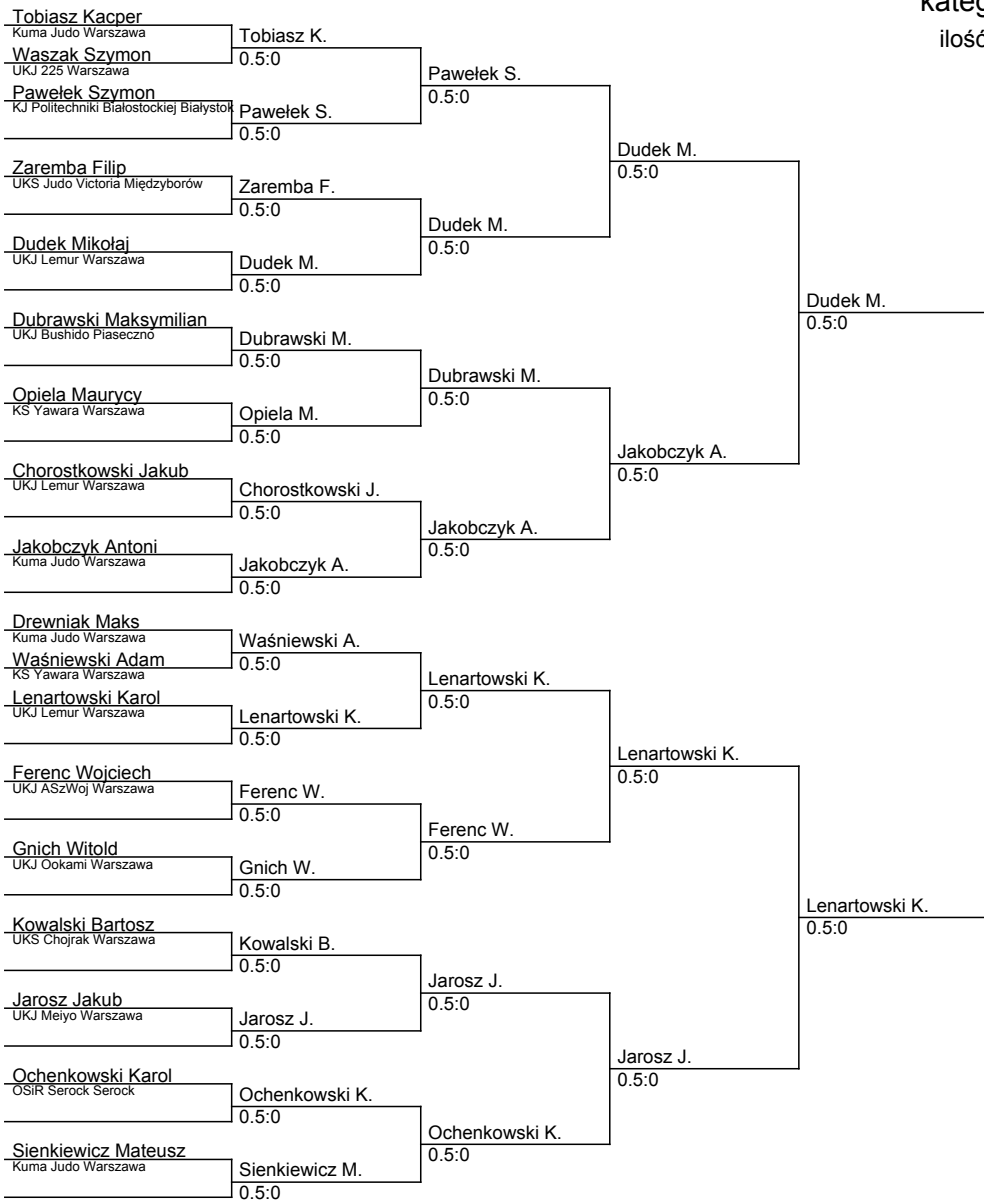 kateg
ilość
Tobiasz Kacper
Kuma Judo Warszawa
Waszak Szymon
UKJ 225 Warszawa
Pawełek Szymon
KJ Politechniki Białostockiej Białystok
Zaremba Filip
UKS Judo Victoria Międzyborów
Dudek Mikołaj
UKJ Lemur Warszawa
Dubrawski Maksymilian
UKJ Bushido Piaseczno
Opiela Maurycy
KS Yawara Warszawa
Chorostkowski Jakub
UKJ Lemur Warszawa
Jakobczyk Antoni
Kuma Judo Warszawa
Drewniak Maks
Kuma Judo Warszawa
Waśniewski Adam
KS Yawara Warszawa
Lenartowski Karol
UKJ Lemur Warszawa
Ferenc Wojciech
UKJ ASzWoj Warszawa
Gnich Witold
UKJ Ookami Warszawa
Kowalski Bartosz
UKS Chojrak Warszawa
Jarosz Jakub
UKJ Meiyo Warszawa
Ochenkowski Karol
OSiR Serock Serock
Sienkiewicz Mateusz
Kuma Judo Warszawa
Tobiasz K.
0.5:0
Pawełek S.
0.5:0
Zaremba F.
0.5:0
Dudek M.
0.5:0
Dubrawski M.
0.5:0
Opiela M.
0.5:0
Chorostkowski J.
0.5:0
Jakobczyk A.
0.5:0
Waśniewski A.
0.5:0
Lenartowski K.
0.5:0
Ferenc W.
0.5:0
Gnich W.
0.5:0
Kowalski B.
0.5:0
Jarosz J.
0.5:0
Ochenkowski K.
0.5:0
Sienkiewicz M.
0.5:0
Pawełek S.
0.5:0
Dudek M.
0.5:0
Dubrawski M.
0.5:0
Jakobczyk A.
0.5:0
Lenartowski K.
0.5:0
Ferenc W.
0.5:0
Jarosz J.
0.5:0
Ochenkowski K.
0.5:0
Dudek M.
0.5:0
Jakobczyk A.
0.5:0
Lenartowski K.
0.5:0
Jarosz J.
0.5:0
Dudek M.
0.5:0
Lenartowski K.
0.5:0